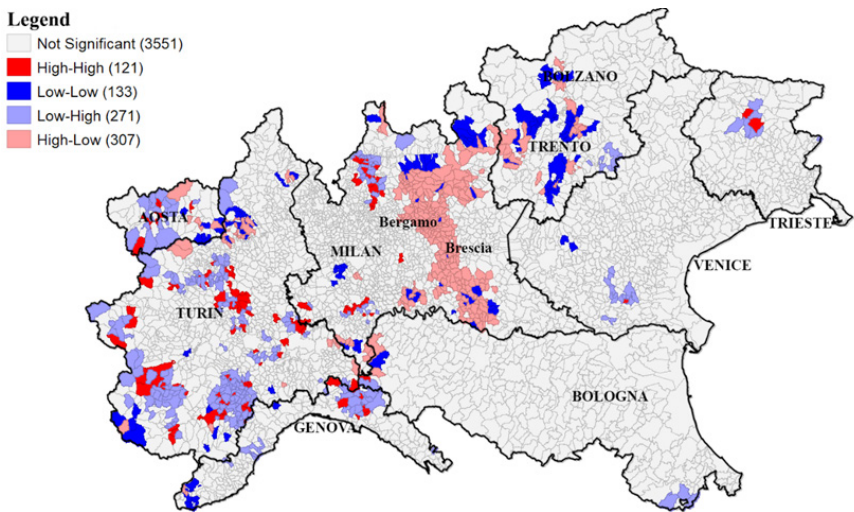 Legend
Not Significant (3551)
High-High (121)
Low-Low (133)
Low-High (271)
High-Low (307)
BOLZANO
TRENTO
AOSTA
Bergamo
TRIESTE
MILAN
Brescia
VENICE
TURIN
BOLOGNA
GENOVA